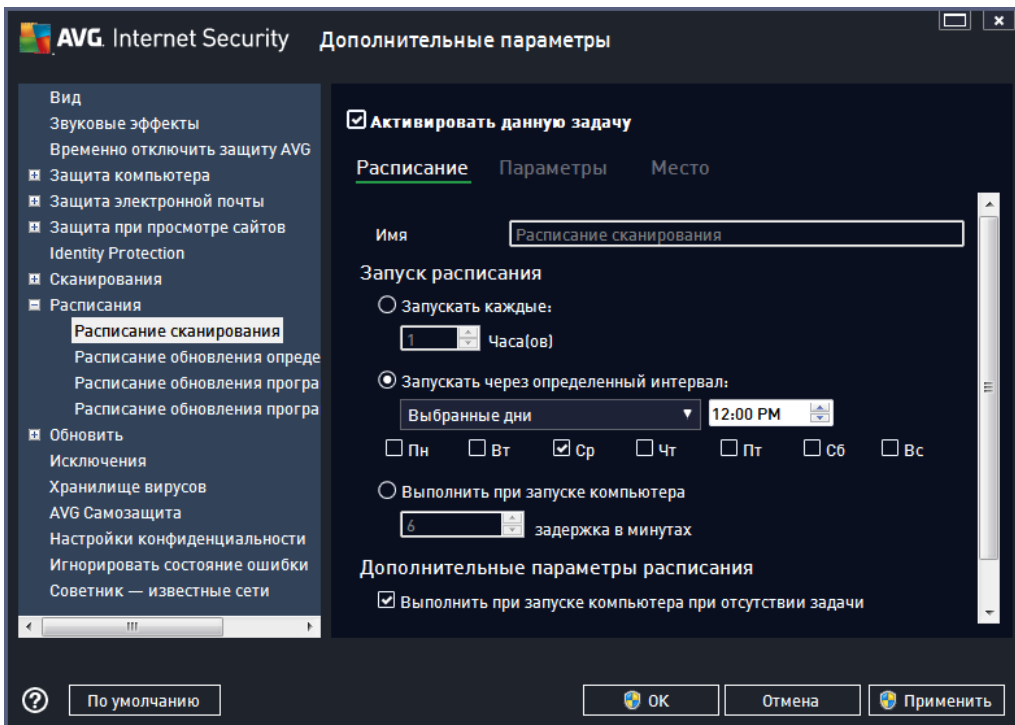 AVG. Internet Security Дополнительные параметры
Вид
Звуковые эффекты
Временно отключить защиту AVG
Защита компьютера
Защита электронной почты
Защита при просмотре сайтов
Identity Protection
Сканирования
Расписания
Расписание сканирования
Расписание обновления опреде
Расписание обновления програ
Расписание обновления програ
Обновить
Исключения
Хранилище вирусов
AVG Самозащита
Настройки конфиденциальности
Игнорировать состояние ошибки
Советник — известные сети
Активировать данную задачу
Расписание Параметры Место
Имя Расписание сканирования
Запуск расписания
Запускать каждые:
1 Часа(ов)
Запускать через определенный интервал:
Выбранные дни 12:00 PM
Пн Вт Ср Чт Пт Сб Вс
Выполнить при запуске компьютера
6 задержка в минутах
Дополнительные параметры расписания
Выполнить при запуске компьютера при отсутствии задачи
? По умолчанию OK Отмена Применить